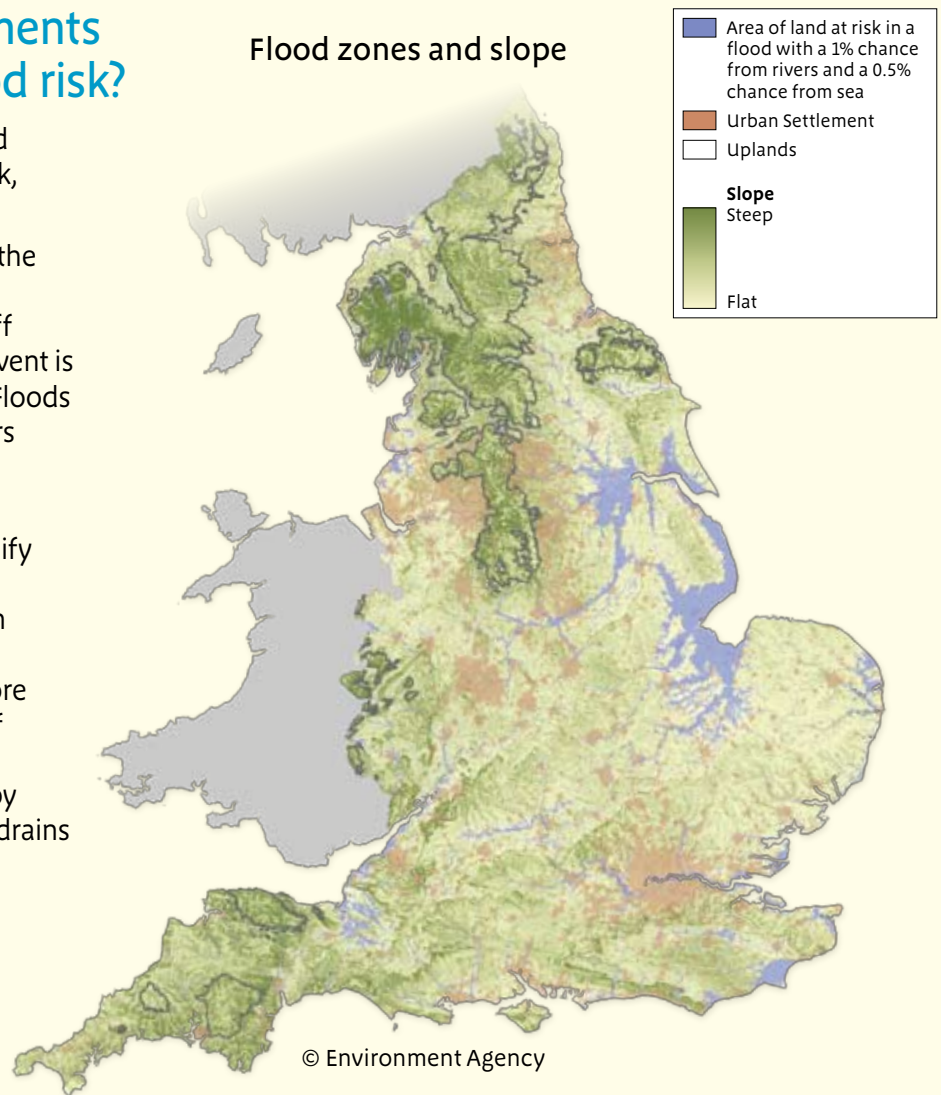 ments
d risk?
d
k,
the
ff
vent is
Floods
rs
ify
n
ore
f
by
drains
Flood zones and slope
Area of land at risk in a
flood with a 1% chance
from rivers and a 0.5%
chance from sea
Urban Settlement
Uplands
Slope
Steep
Flat
© Environment Agency